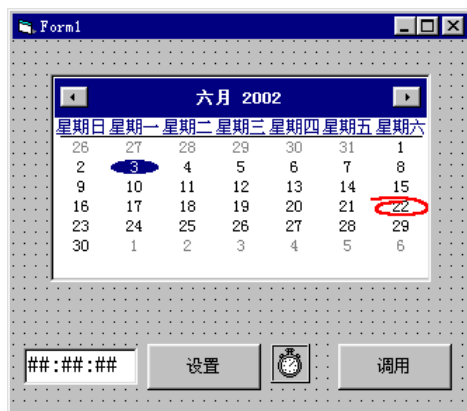 Form1
六月 2002
星期日 星期一 星期二 星期三 星期四 星期五 星期六
26 27 28 29 30 31 1
2 3 4 5 6 7 8
9 10 11 12 13 14 15
16 17 18 19 20 21 22
23 24 25 26 27 28 29
30 1 2 3 4 5 6
##:##:## 设置 调用